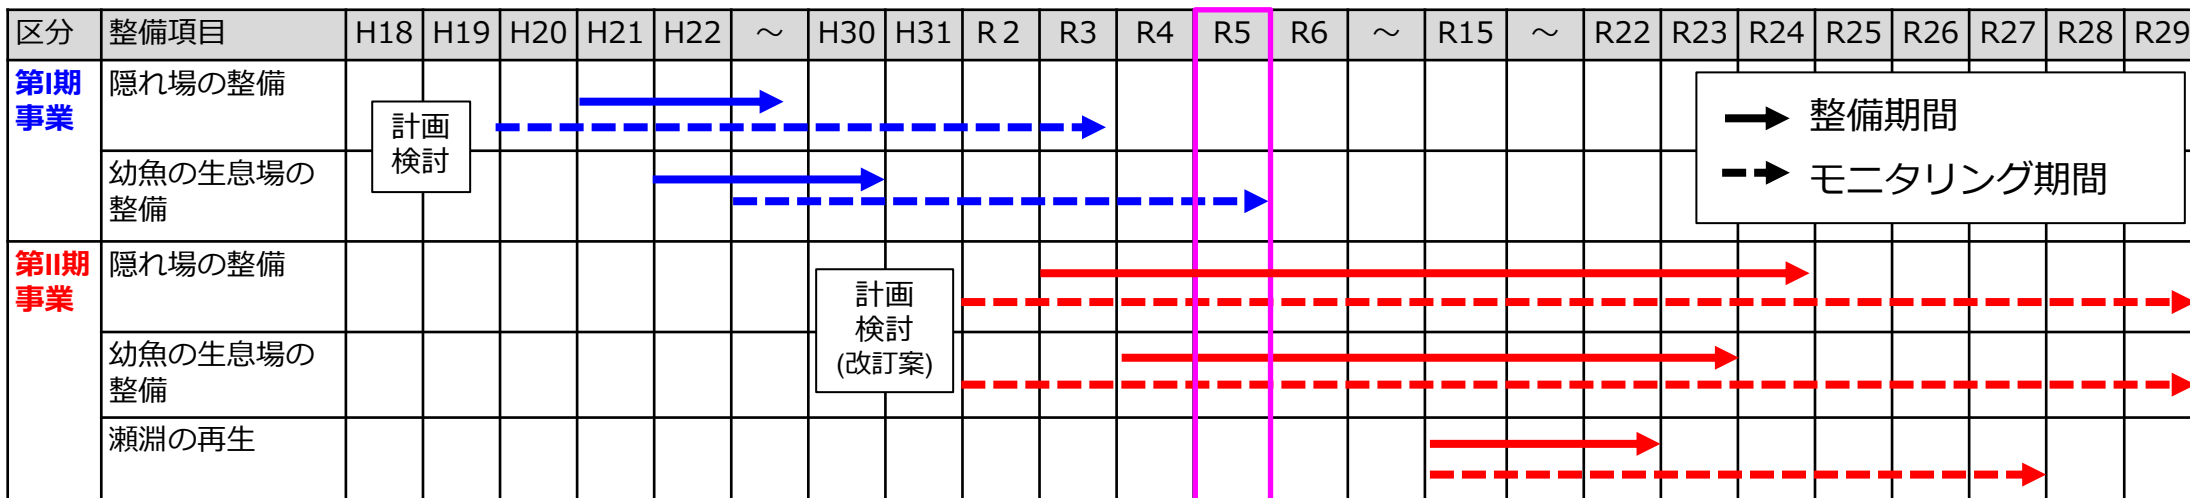 区分 整備項目 H18 H19 H20 H21 H22 ～ H30 H31 R2 R3 R4 R5 R6 ～ R15 ～ R22 R23 R24 R25 R26 R27 R28 R29
第I期
事業
隠れ場の整備
計画
検討
幼魚の生息場の
整備
整備期間
モニタリング期間
第II期
事業
隠れ場の整備
計画
検討
(改訂案)
幼魚の生息場の
整備
瀬淵の再生